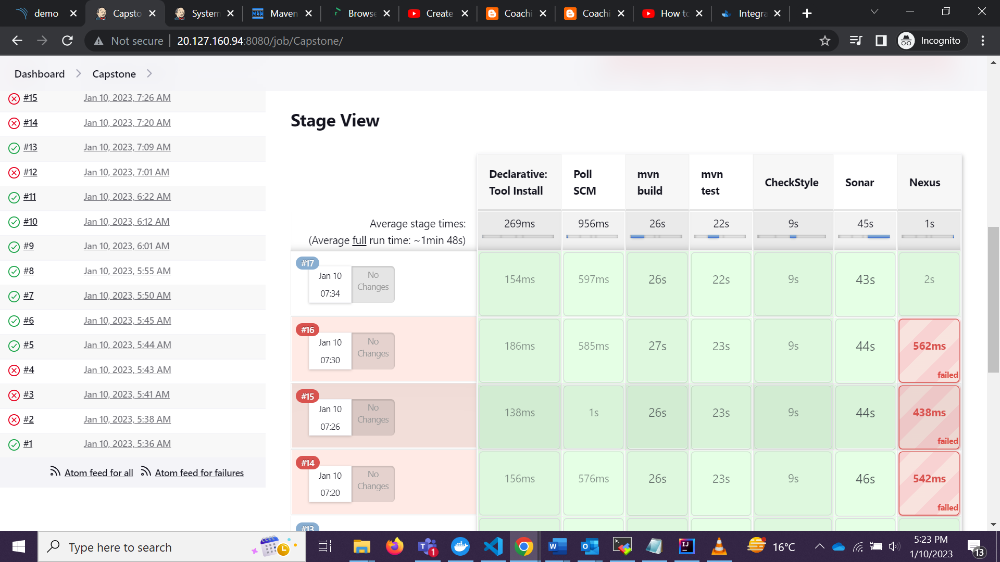 demo
Capsto
System
Maven
Browse
Create
Coachi
Coachi
How to
Integra
Not secure
20.127.160.94:8080/job/Capstone/
Incognito
Dashboard
Capstone
#15 Jan 10, 2023, 7:26 AM
#14 Jan 10, 2023, 7:20 AM
#13 Jan 10, 2023, 7:09 AM
#12 Jan 10, 2023, 7:01 AM
#11 Jan 10, 2023, 6:22 AM
#10 Jan 10, 2023, 6:12 AM
#9 Jan 10, 2023, 6:01 AM
#8 Jan 10, 2023, 5:55 AM
#7 Jan 10, 2023, 5:50 AM
#6 Jan 10, 2023, 5:45 AM
#5 Jan 10, 2023, 5:44 AM
#4 Jan 10, 2023, 5:43 AM
#3 Jan 10, 2023, 5:41 AM
#2 Jan 10, 2023, 5:38 AM
#1 Jan 10, 2023, 5:36 AM
Atom feed for all
Atom feed for failures
Stage View
Declarative:
Tool Install
Poll
SCM
mvn
build
mvn
test
CheckStyle
Sonar
Nexus
Average stage times:
(Average full run time: ~1min 48s)
269ms
956ms
26s
22s
9s
45s
1s
#17
Jan 10
07:34
No
Changes
154ms
597ms
26s
22s
9s
43s
2s
#16
Jan 10
07:30
No
Changes
186ms
585ms
27s
23s
9s
44s
562ms
failed
#15
Jan 10
07:26
No
Changes
138ms
1s
26s
23s
9s
44s
438ms
failed
#14
Jan 10
07:20
No
Changes
156ms
576ms
26s
23s
9s
46s
542ms
failed
#13
Type here to search
1
16°C
5:23 PM
1/10/2023
13